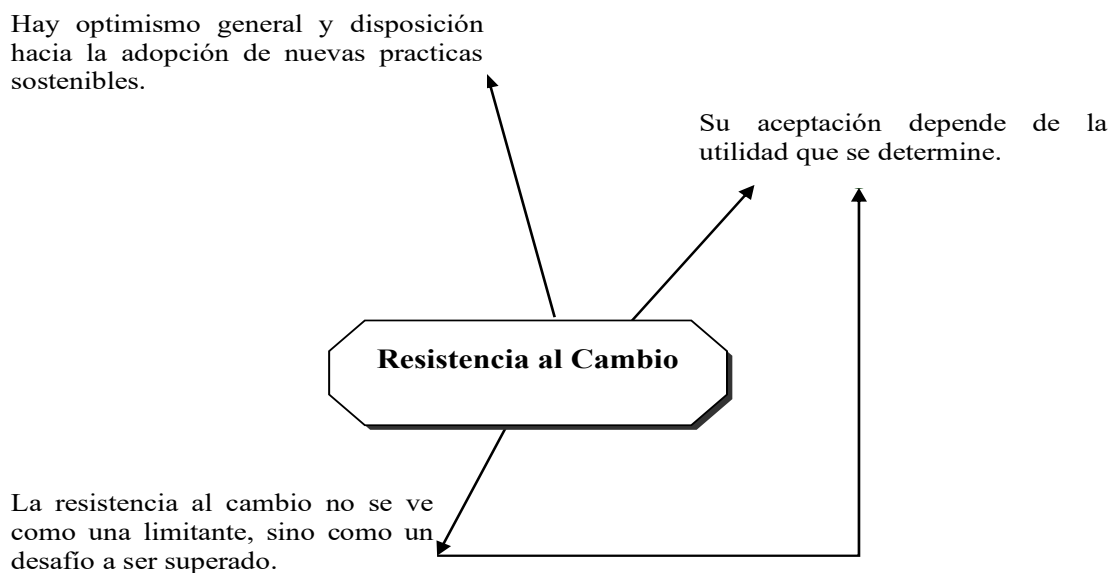 Hay optimismo general y disposición
hacia la adopción de nuevas practicas
sostenibles.
Su aceptación depende de la
utilidad que se determine.
Resistencia al Cambio
La resistencia al cambio no se ve
como una limitante, sino como un
desafío a ser superado.